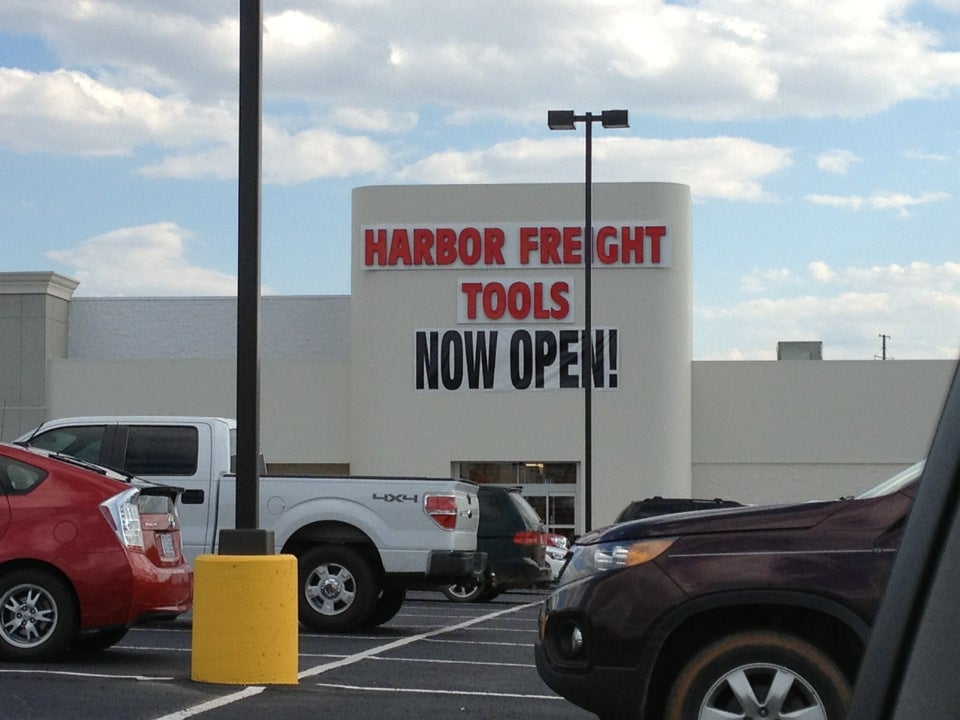 HARBOR FREIGHT
TOOLS
NOW OPEN!
4X4